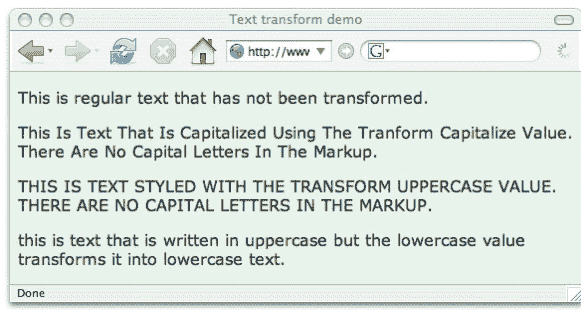 Text transform demo
http://www
G
This is regular text that has not been transformed.
This Is Text That Is Capitalized Using The Tranform Capitalize Value.
There Are No Capital Letters In The Markup.
THIS IS TEXT STYLED WITH THE TRANSFORM UPPERCASE VALUE.
THERE ARE NO CAPITAL LETTERS IN THE MARKUP.
this is text that is written in uppercase but the lowercase value
transforms it into lowercase text.
Done